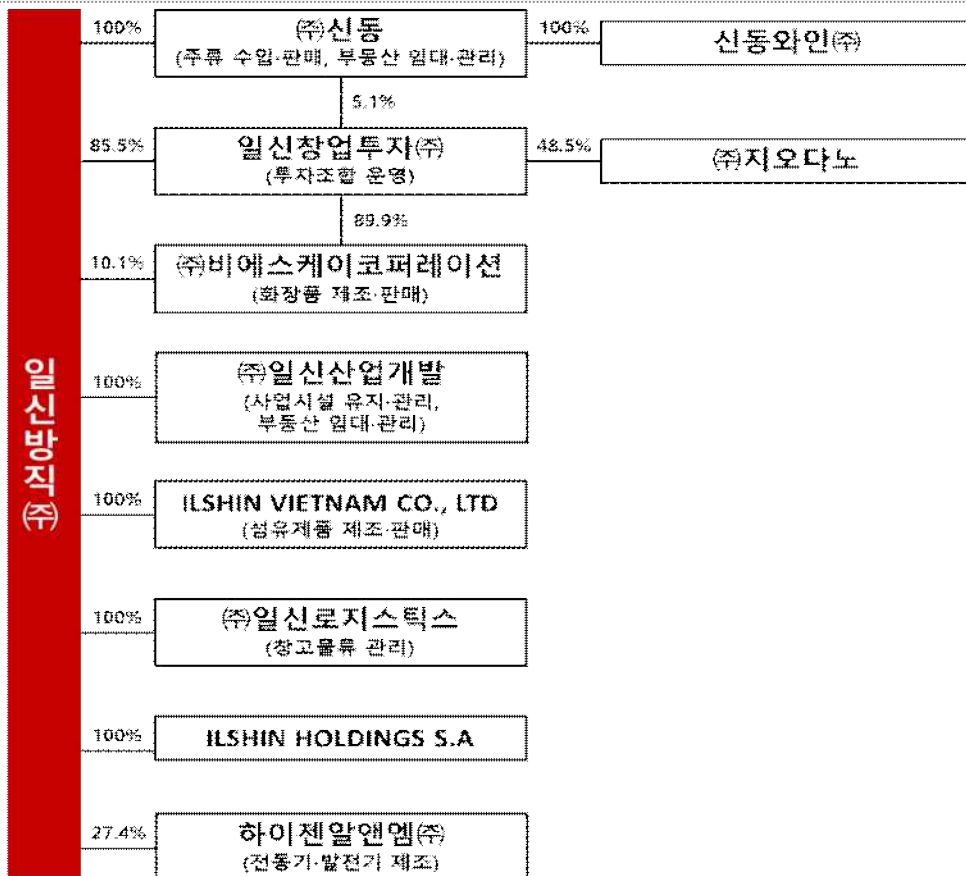 일신방직㈜
100%
㈜신동
(주류 수입·판매, 부동산 임대·관리)
100%
신동와인㈜
5.1%
85.5%
일신창업투자㈜
(투자조합 운영)
48.5%
㈜지오다노
89.9%
10.1%
㈜비에스케이코퍼레이션
(화장품 제조·판매)
100%
㈜일신산업개발
(사업시설 유지·관리,
부동산 임대·관리)
100%
ILSHIN VIETNAM CO., LTD
(섬유제품 제조·판매)
100%
㈜일신로지스틱스
(창고물류 관리)
100%
ILSHIN HOLDINGS S.A
27.4%
하이젠알앤엠㈜
(전동기·발전기 제조)